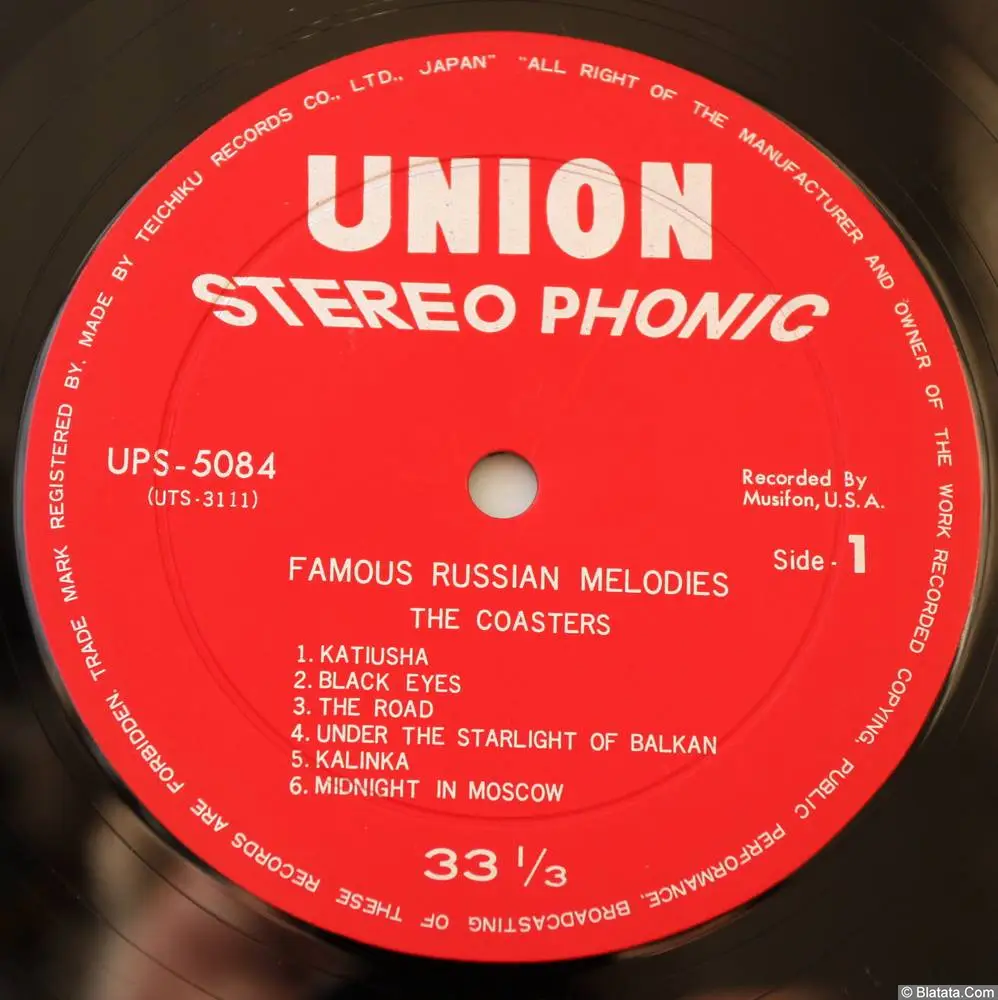 UNION
STEREO PHONIC
UPS-5084
(UTS-3111)
Recorded By
Musifon, U.S.A.
Side - 1
FAMOUS RUSSIAN MELODIES
THE COASTERS
1. KATIUSHA
2. BLACK EYES
3. THE ROAD
4. UNDER THE STARLIGHT OF BALKAN
5. KALINKA
6. MIDNIGHT IN MOSCOW
33 1/3
"ALL RIGHT OF THE MANUFACTURER AND OWNER OF THE WORK RECORDED COPYING, PUBLIC PERFORMANCE, BROADCASTING OF THESE RECORDS ARE FORBIDDEN, TRADE MARK REGISTERED BY. MADE BY TEICHIKU RECORDS CO., LTD., JAPAN"
© Blatata.Com